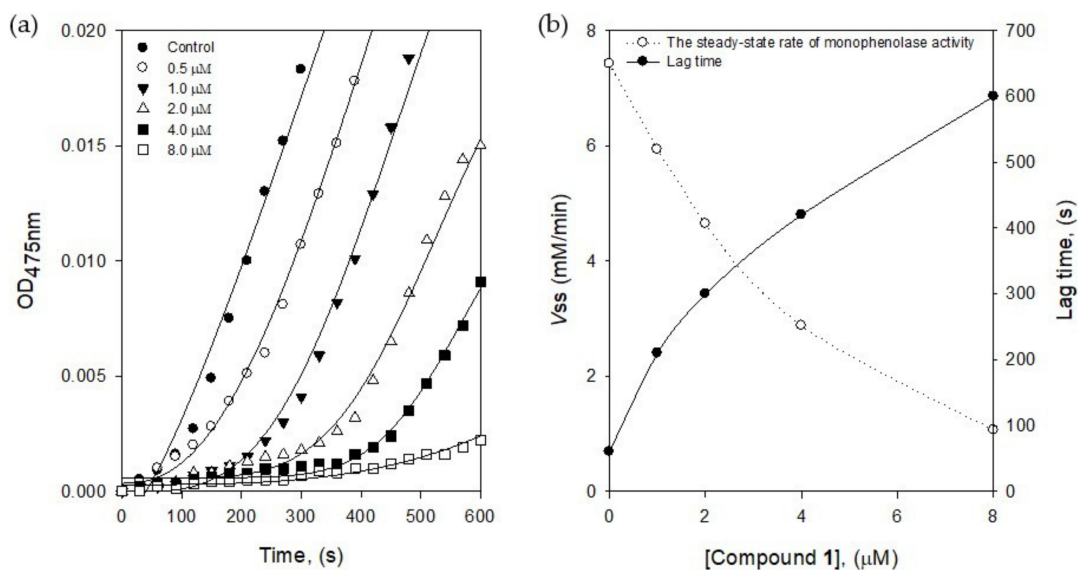 (a)
0.020
0.015
0.010
0.005
0.000
OD475nm
Control
0.5 μM
1.0 μM
2.0 μM
4.0 μM
8.0 μM
0 100 200 300 400 500 600
Time, (s)
(b)
8
6
4
2
0
Vss (mM/min)
The steady-state rate of monophenolase activity
Lag time
700
600
500
400
300
200
100
0
Lag time, (s)
0 2 4 6 8
[Compound 1], (μM)